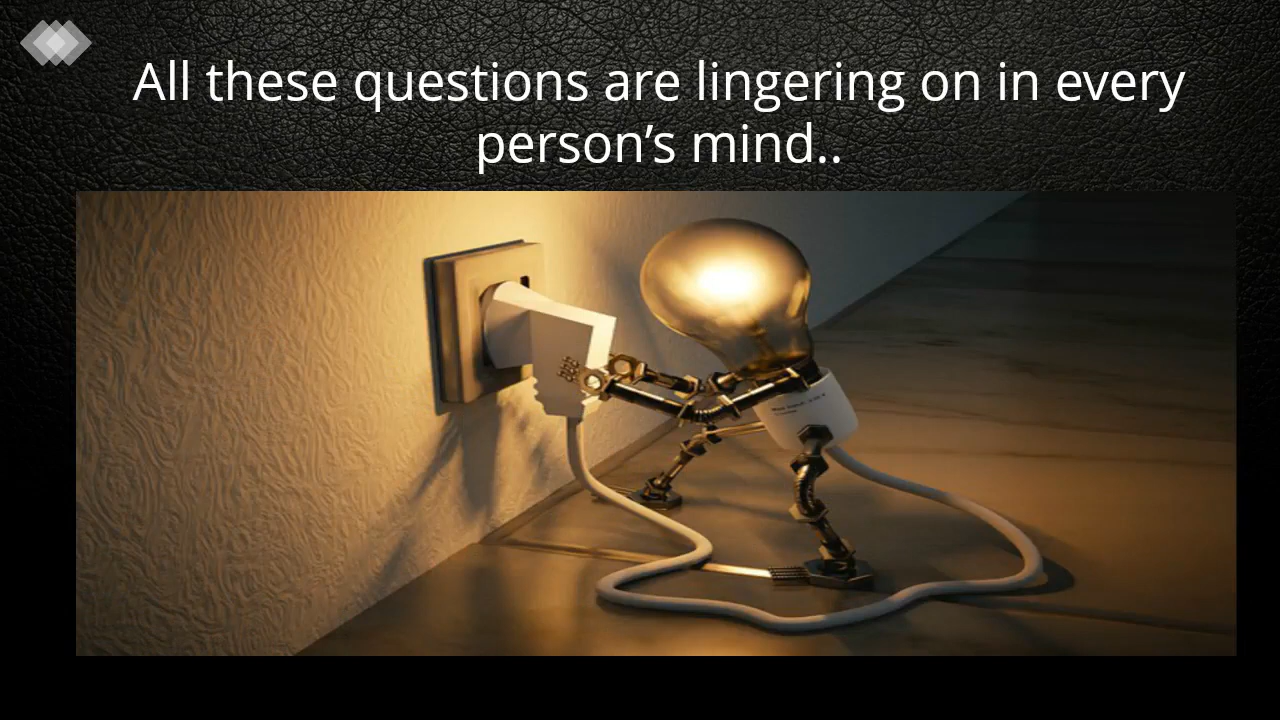 All these questions are lingering on in every
person’s mind..